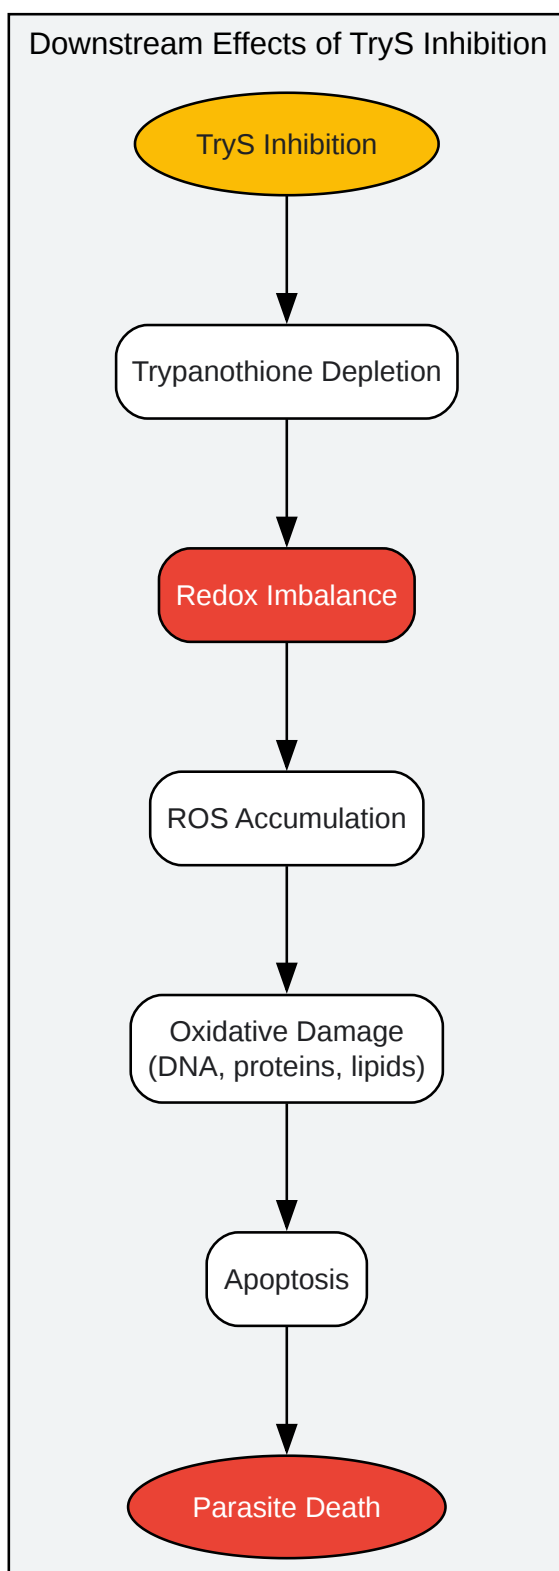 Downstream Effects of TryS Inhibition
TryS Inhibition
Trypanothione Depletion
Redox Imbalance
ROS Accumulation
Oxidative Damage
(DNA, proteins, lipids)
Apoptosis
Parasite Death